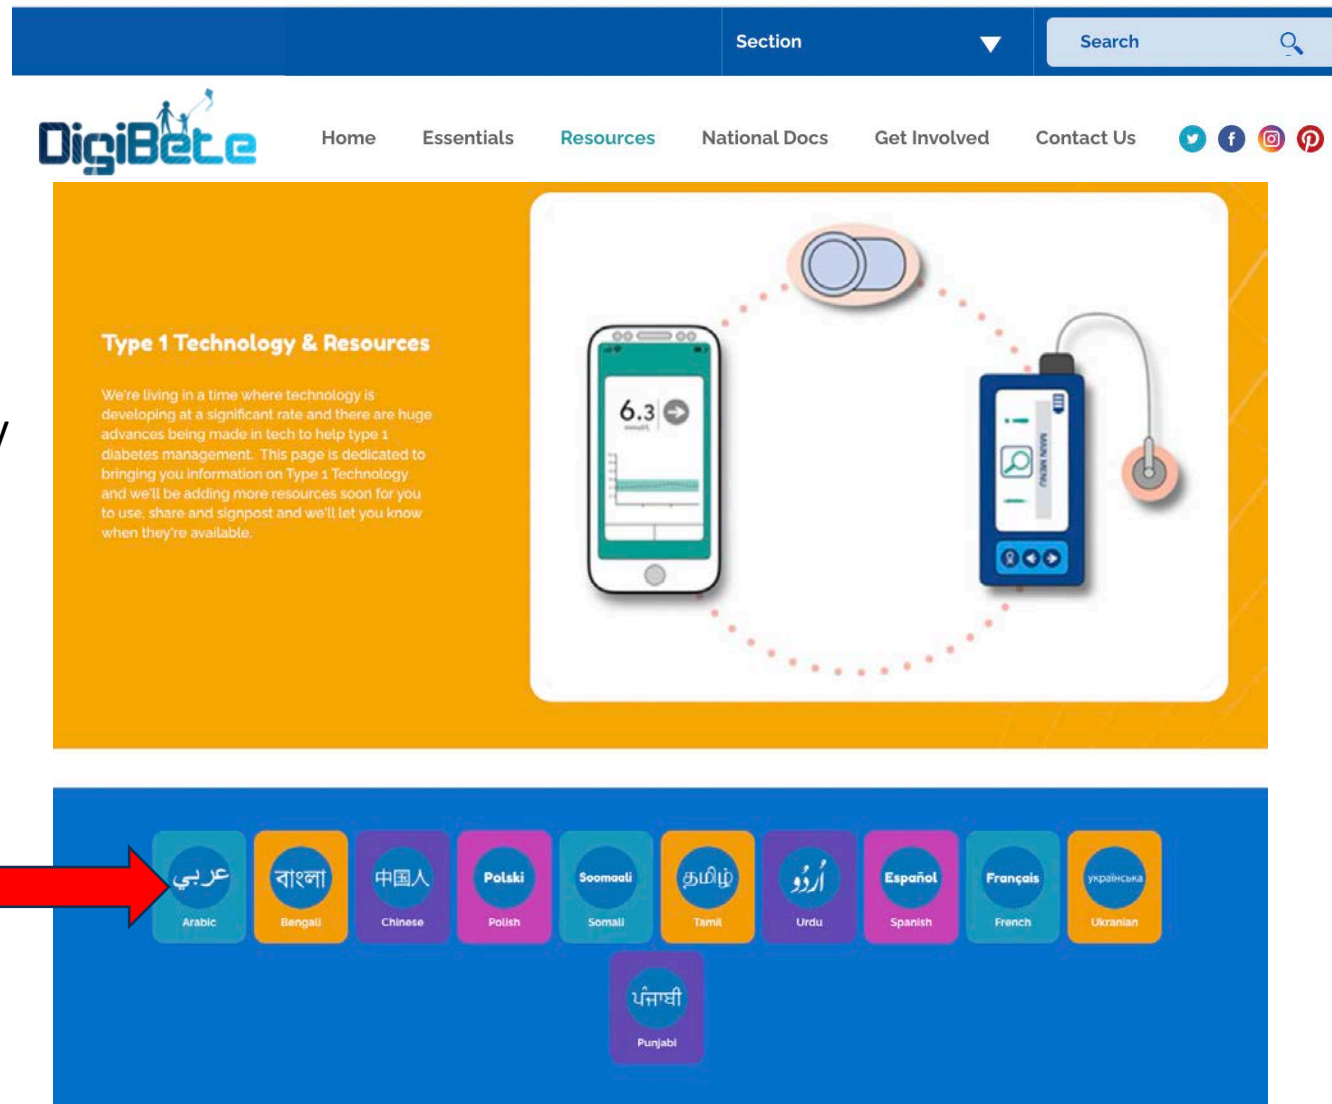 Section
Search
DigiBete
Home Essentials Resources National Docs Get Involved Contact Us
Type 1 Technology & Resources
We're living in a time where technology is
developing at a significant rate and there are huge
advances being made in tech to help type 1
diabetes management. This page is dedicated to
bringing you information on Type 1 Technology
and we'll be adding more resources soon for you
to use, share and signpost and we'll let you know
when they're available.
6.3
mmol/L
MAIN MENU
OK
عربي
Arabic
বাংলা
Bengali
中国人
Chinese
Polski
Polish
Soomaali
Somali
தமிழ்
Tamil
اُردُو
Urdu
Español
Spanish
Français
French
українська
Ukranian
ਪੰਜਾਬੀ
Punjabi